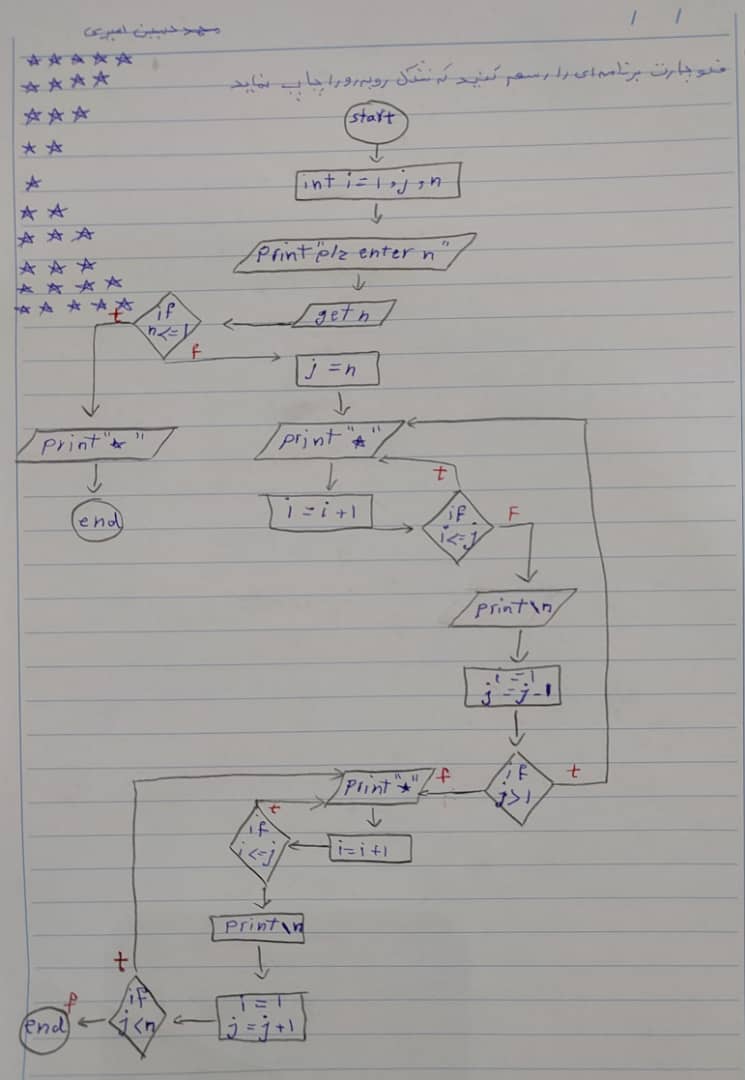 محمد حسین امیری
فلوچارت برنامه ای را رسم کنید که شکل روبه رو را چاپ نماید
☆☆☆☆☆
☆☆☆☆
☆☆☆
☆☆
☆
☆☆
☆☆☆
☆☆☆
☆☆☆☆
☆☆☆☆☆
start
int i=1,j,n
print "plz enter n"
get n
if
n<=1
t
f
j=n
print "☆"
end
print "☆"
i=i+1
if
i<=j
t
F
print\n
i=1
j=j-1
if
j>1
t
f
print "★"
i=i+1
if
i<=j
t
print\n
i=1
j=j+1
if
j<n
t
f
end